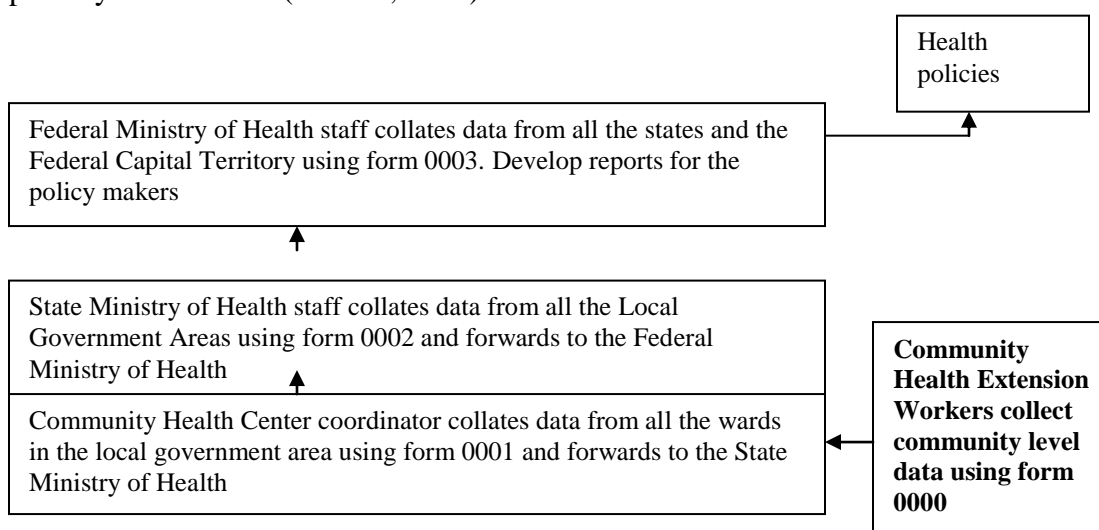 Health
policies
Federal Ministry of Health staff collates data from all the states and the
Federal Capital Territory using form 0003. Develop reports for the
policy makers
State Ministry of Health staff collates data from all the Local
Government Areas using form 0002 and forwards to the Federal
Ministry of Health
Community Health Center coordinator collates data from all the wards
in the local government area using form 0001 and forwards to the State
Ministry of Health
Community
Health Extension
Workers collect
community level
data using form
0000